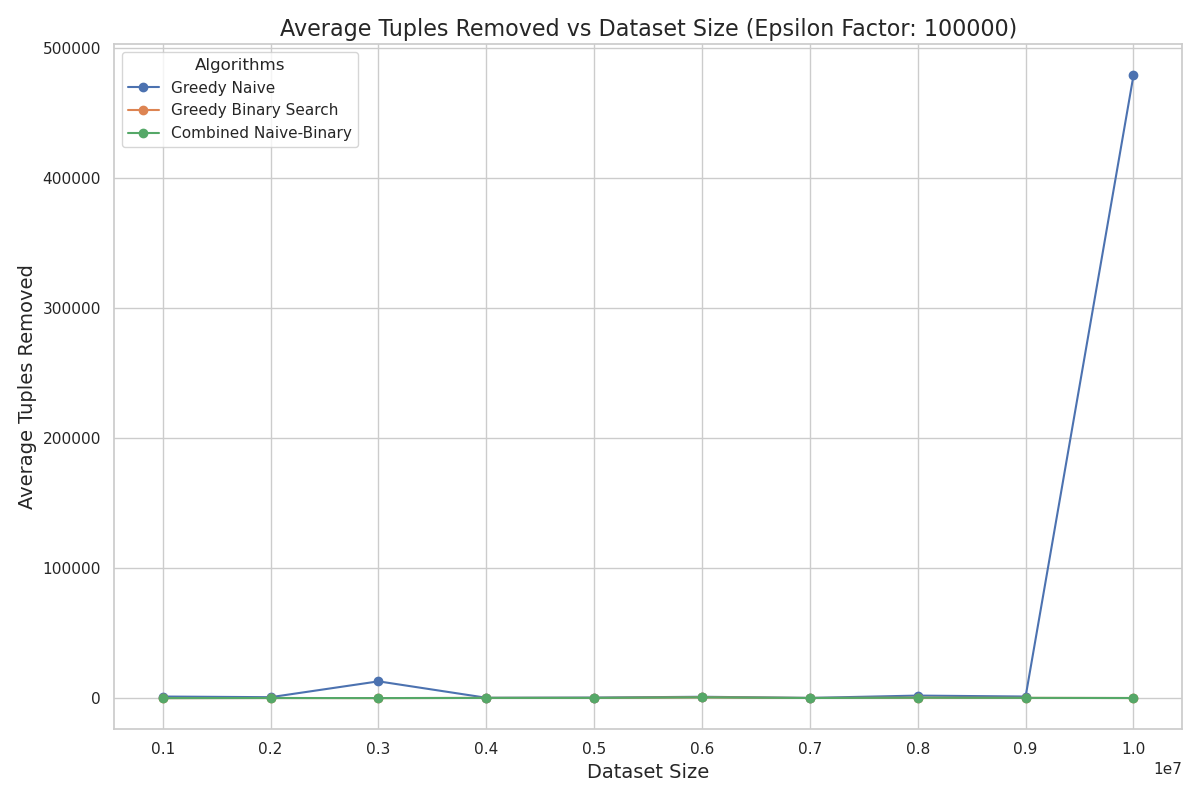 Average Tuples Removed vs Dataset Size (Epsilon Factor: 100000)
Algorithms
Greedy Naive
Greedy Binary Search
Combined Naive-Binary
Average Tuples Removed
500000
400000
300000
200000
100000
0
0.1 0.2 0.3 0.4 0.5 0.6 0.7 0.8 0.9 1.0
1e7
Dataset Size